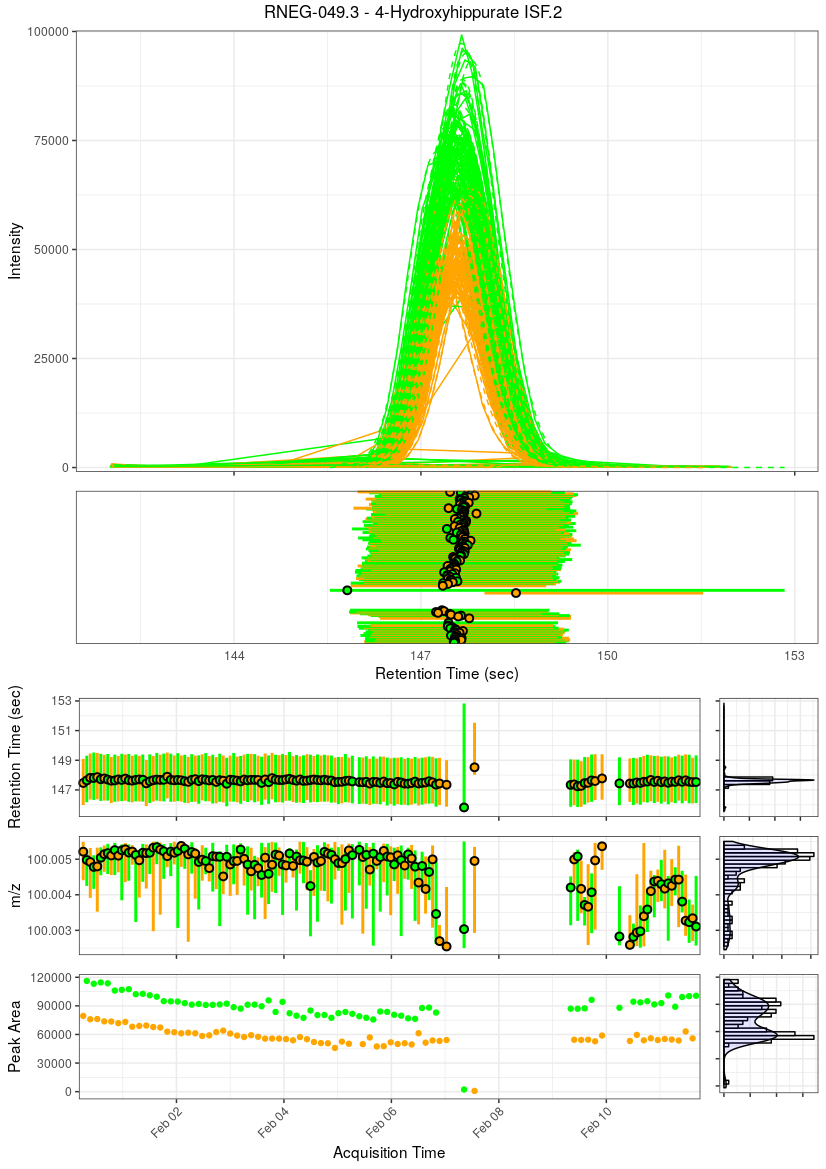 RNEG-049.3 - 4-Hydroxyhippurate ISF.2
100000
75000
50000
25000
0
Intensity
144
147
150
153
Retention Time (sec)
153
151
149
147
Retention Time (sec)
100.005
100.004
100.003
m/z
120000
90000
60000
30000
0
Peak Area
Feb 02
Feb 04
Feb 06
Feb 08
Feb 10
Acquisition Time